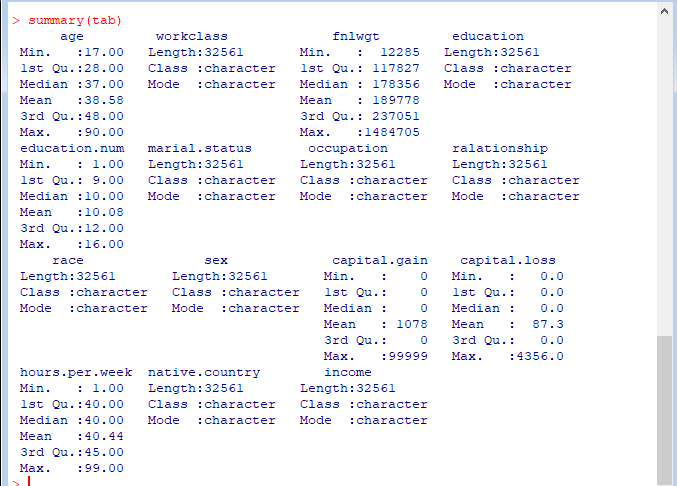 > summary(tab)
      age         workclass             fnlwgt         education
 Min.   :17.00   Length:32561       Min.   :  12285   Length:32561
 1st Qu.:28.00   Class :character   1st Qu.: 117827   Class :character
 Median :37.00   Mode  :character   Median : 178356   Mode  :character
 Mean   :38.58                      Mean   : 189778
 3rd Qu.:48.00                      3rd Qu.: 237051
 Max.   :90.00                      Max.   :1484705
 education.num   marial.status       occupation        ralationship
 Min.   : 1.00   Length:32561       Length:32561       Length:32561
 1st Qu.: 9.00   Class :character   Class :character   Class :character
 Median :10.00   Mode  :character   Mode  :character   Mode  :character
 Mean   :10.08
 3rd Qu.:12.00
 Max.   :16.00
     race               sex             capital.gain    capital.loss
 Length:32561       Length:32561       Min.   :    0   Min.   :   0.0
 Class :character   Class :character   1st Qu.:    0   1st Qu.:   0.0
 Mode  :character   Mode  :character   Median :    0   Median :   0.0
                                       Mean   : 1078   Mean   :  87.3
                                       3rd Qu.:    0   3rd Qu.:   0.0
                                       Max.   :99999   Max.   :4356.0
 hours.per.week  native.country        income
 Min.   : 1.00   Length:32561       Length:32561
 1st Qu.:40.00   Class :character   Class :character
 Median :40.00   Mode  :character   Mode  :character
 Mean   :40.44
 3rd Qu.:45.00
 Max.   :99.00
>